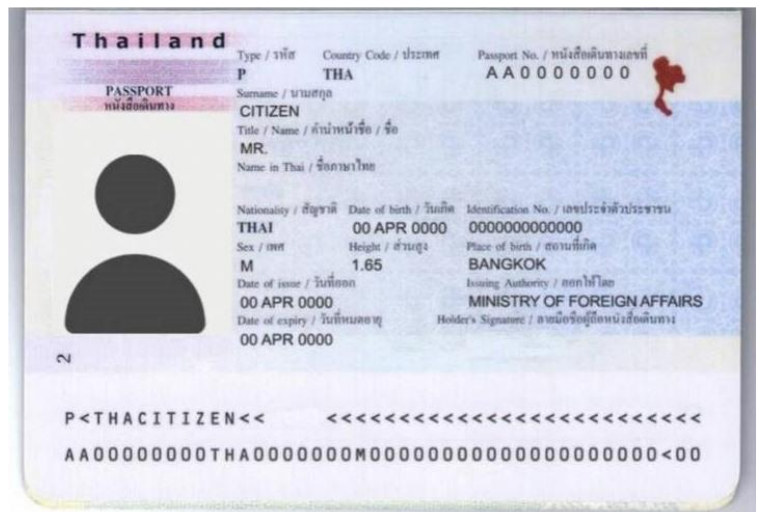 Thailand
Type / รหัส Country Code / ประเทศ Passport No. / หนังสือเดินทางเลขที่
P THA AA0000000
PASSPORT
หนังสือเดินทาง
Surname / นามสกุล
CITIZEN
Title / Name / คำนำหน้าชื่อ / ชื่อ
MR.
Name in Thai / ชื่อภาษาไทย
Nationality / สัญชาติ Date of birth / วันเกิด Identification No. / เลขประจำตัวประชาชน
THAI 00 APR 0000 0000000000000
Sex / เพศ Height / ส่วนสูง Place of birth / สถานที่เกิด
M 1.65 BANGKOK
Date of issue / วันที่ออก Issuing Authority / ออกให้โดย
00 APR 0000 MINISTRY OF FOREIGN AFFAIRS
Date of expiry / วันที่หมดอายุ Holder's Signature / ลายมือชื่อผู้ถือหนังสือเดินทาง
00 APR 0000
2
P<THACITIZEN<< <<<<<<<<<<<<<<<<<<<<<<<<<<
AA00000000THA0000000M00000000000000000000000<00